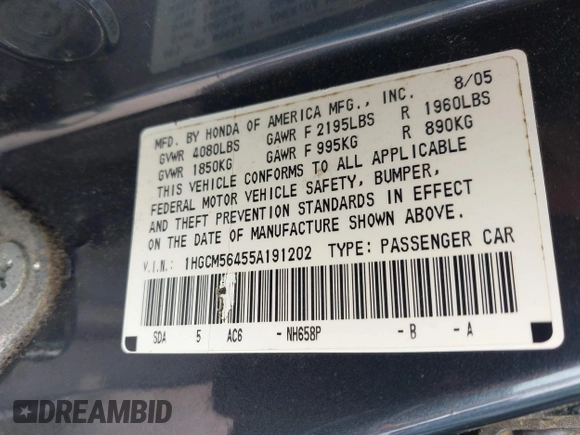 8/05
MFD. BY HONDA OF AMERICA MFG., INC.
GVWR 4080LBS GAWR F 2195LBS R 1960LBS
GVWR 1850KG GAWR F 995KG R 890KG
THIS VEHICLE CONFORMS TO ALL APPLICABLE
FEDERAL MOTOR VEHICLE SAFETY, BUMPER,
AND THEFT PREVENTION STANDARDS IN EFFECT
ON THE DATE OF MANUFACTURE SHOWN ABOVE.
V.I.N.: 1HGCM56455A191202 TYPE: PASSENGER CAR
SDA 5 AC6 -NH658P -B -A
DREAMBID